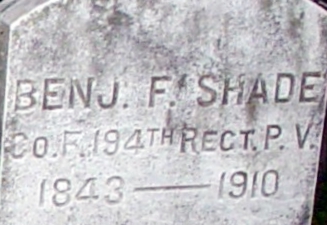 BENJ. F. SHADE
CO. F. 194TH REGT. P. V.
1843 — 1910